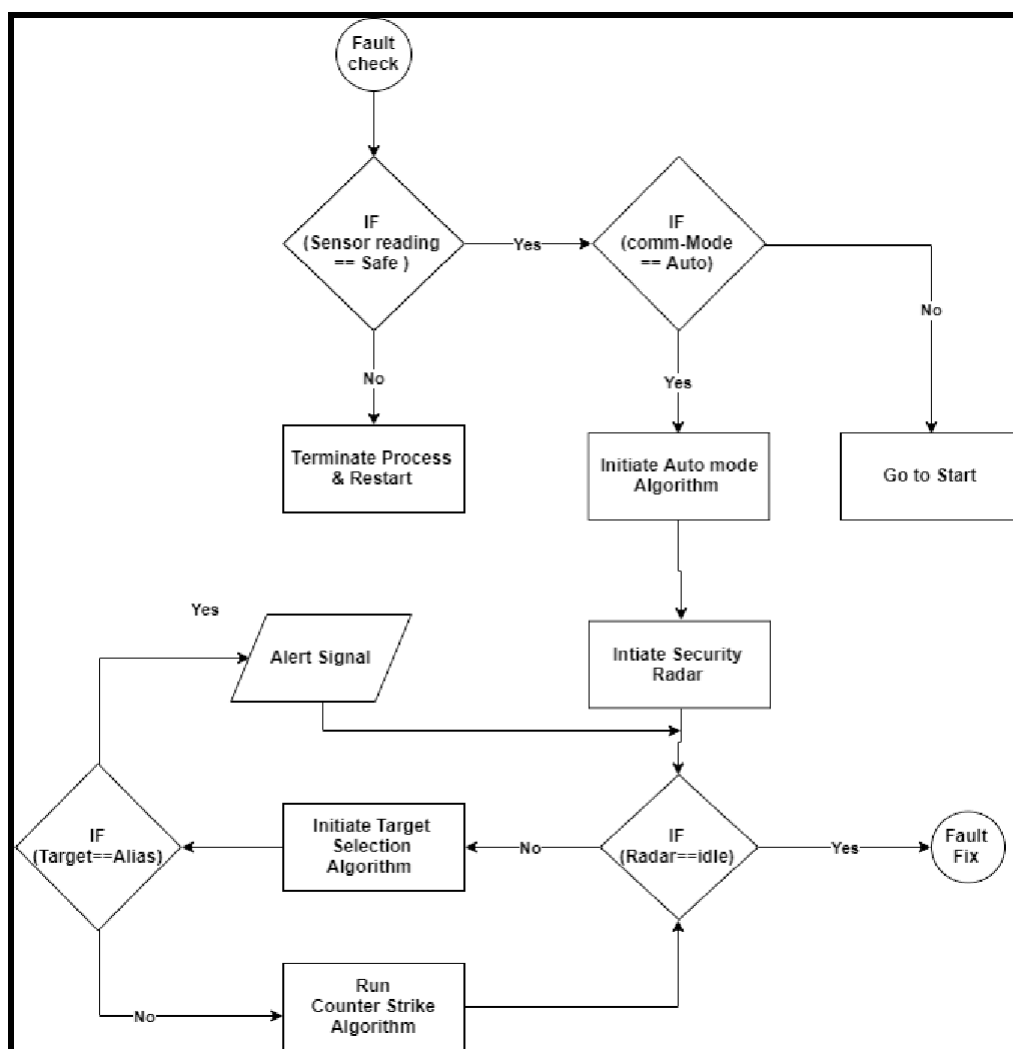 Fault
check
IF
(Sensor reading
== Safe )
Yes
IF
(comm-Mode
== Auto)
No
No
Yes
Terminate Process
& Restart
Initiate Auto mode
Algorithm
Go to Start
Yes
Alert Signal
Intiate Security
Radar
IF
(Target==Alias)
Initiate Target
Selection
Algorithm
No
IF
(Radar==idle)
Yes
Fault
Fix
No
Run
Counter Strike
Algorithm